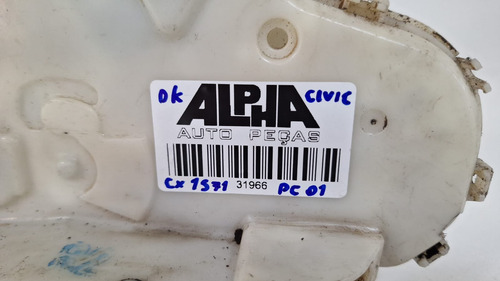 OK ALPHA CIVIC
AUTO PEÇAS
CX 1571 31966 PC 01